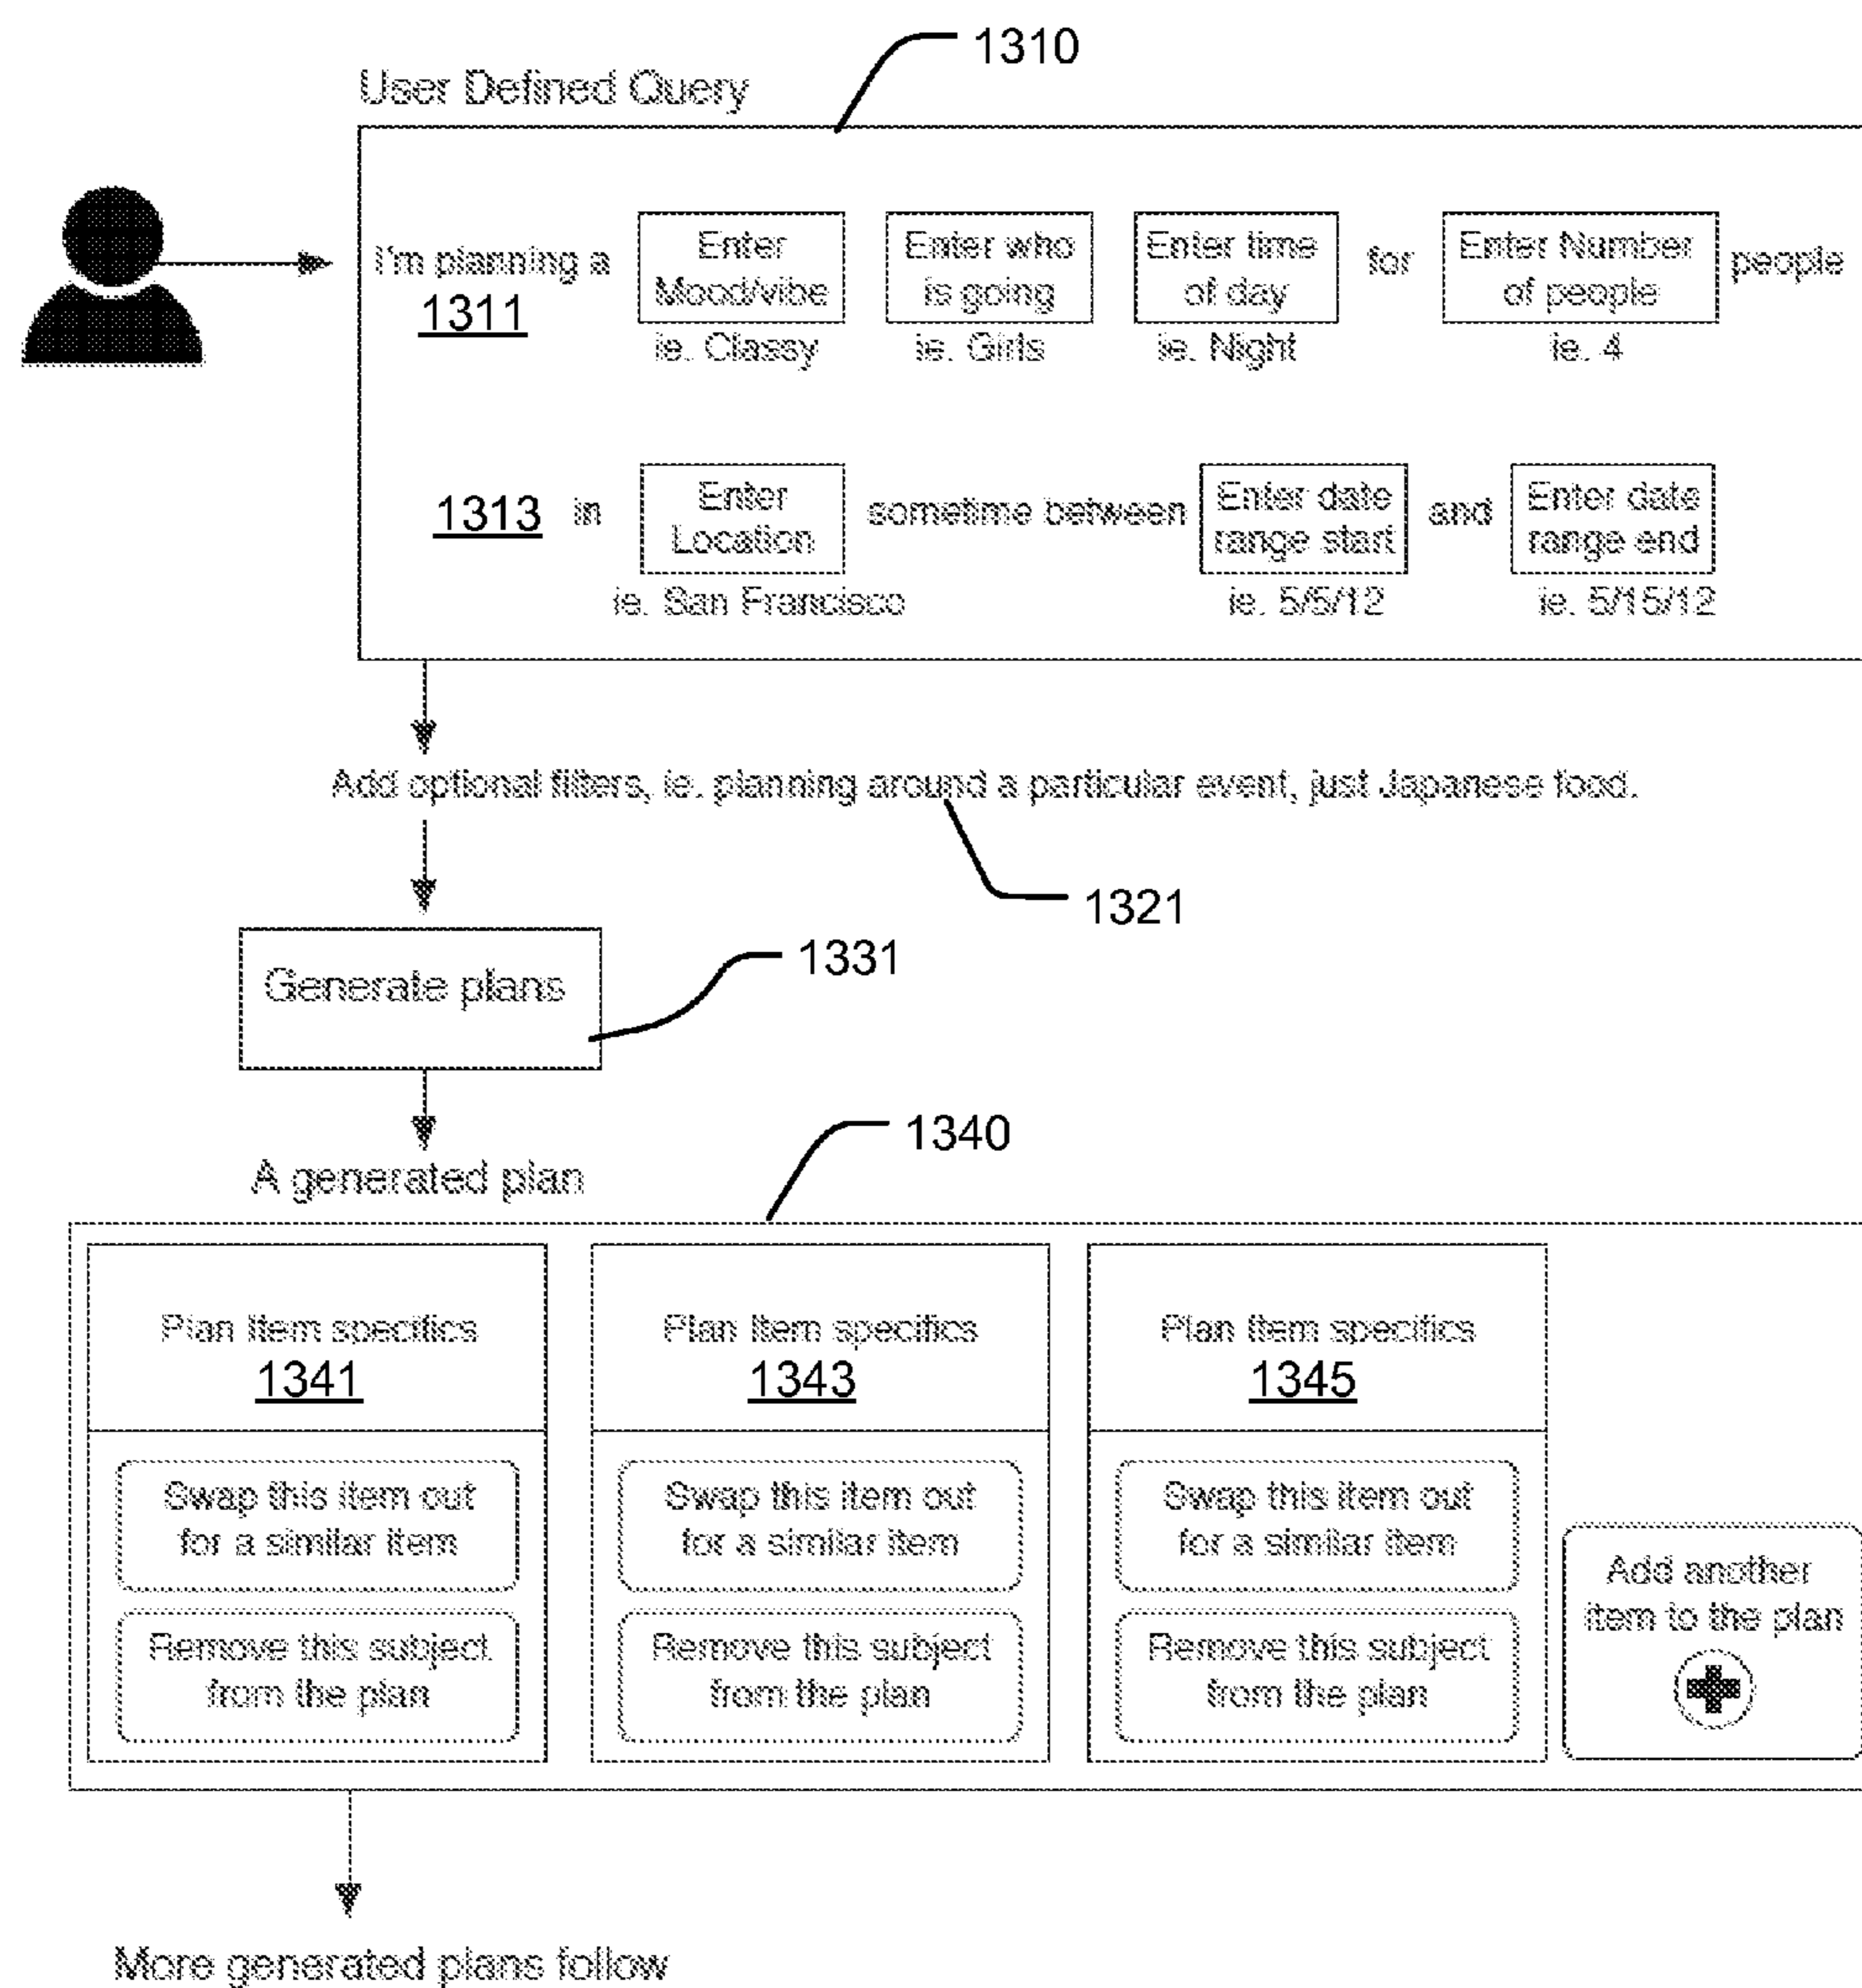 1310
User Defined Query
I'm planning a
1311
Enter
Mood/vibe
ie. Classy
Enter who
is going
ie. Girls
Enter time
of day
ie. Night
for
Enter Number
of people
ie. 4
people
1313
in
Enter
Location
ie. San Francisco
sometime between
Enter date
range start
ie. 5/5/12
and
Enter date
range end
ie. 5/15/12
Add optional filters, ie. planning around a particular event, just Japanese food.
1321
Generate plans
1331
A generated plan
1340
Plan Item specifics
1341
Swap this item out
for a similar item
Remove this subject
from the plan
Plan Item specifics
1343
Swap this item out
for a similar item
Remove this subject
from the plan
Plan Item specifics
1345
Swap this item out
for a similar item
Remove this subject
from the plan
Add another
item to the plan
More generated plans follow